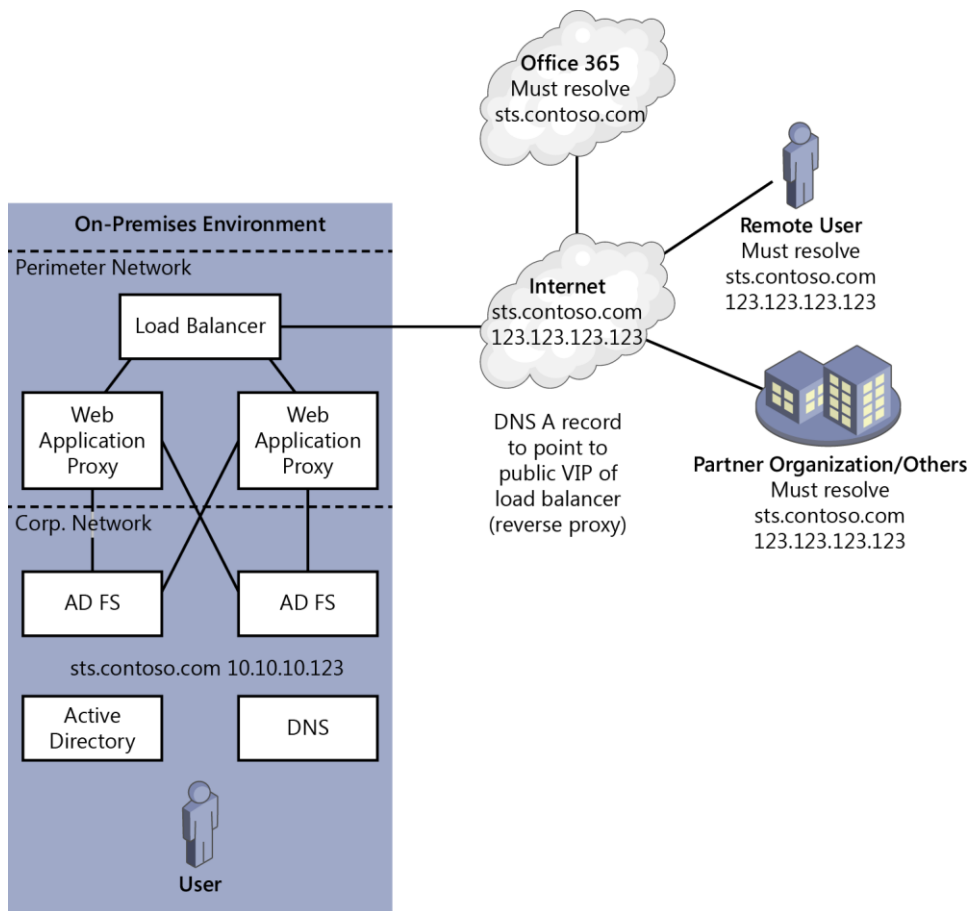 Office 365
Must resolve
sts.contoso.com
On-Premises Environment
Perimeter Network
Load Balancer
Web
Application
Proxy
Web
Application
Proxy
Corp. Network
AD FS
AD FS
sts.contoso.com 10.10.10.123
Active
Directory
DNS
User
Internet
sts.contoso.com
123.123.123.123
DNS A record
to point to
public VIP of
load balancer
(reverse proxy)
Remote User
Must resolve
sts.contoso.com
123.123.123.123
Partner Organization/Others
Must resolve
sts.contoso.com
123.123.123.123